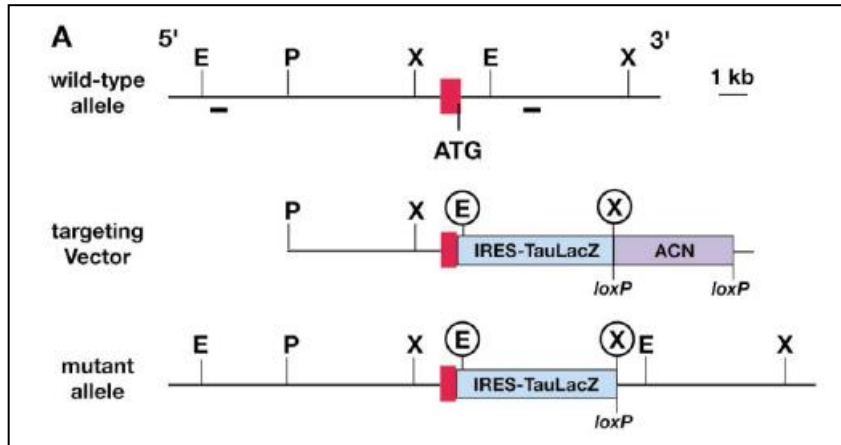 A
5' 3'
E P X E X
1 kb
wild-type
allele
ATG
P X E X
targeting
Vector
IRES-TauLacZ ACN
loxP loxP
E P X E X E X
mutant
allele
IRES-TauLacZ
loxP